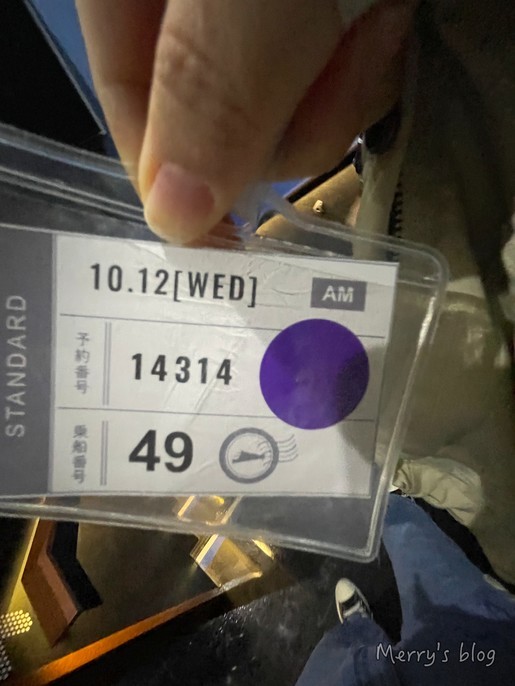 STANDARD
10.12[WED] AM
予約番号 14314
乗船番号 49
Merry's blog